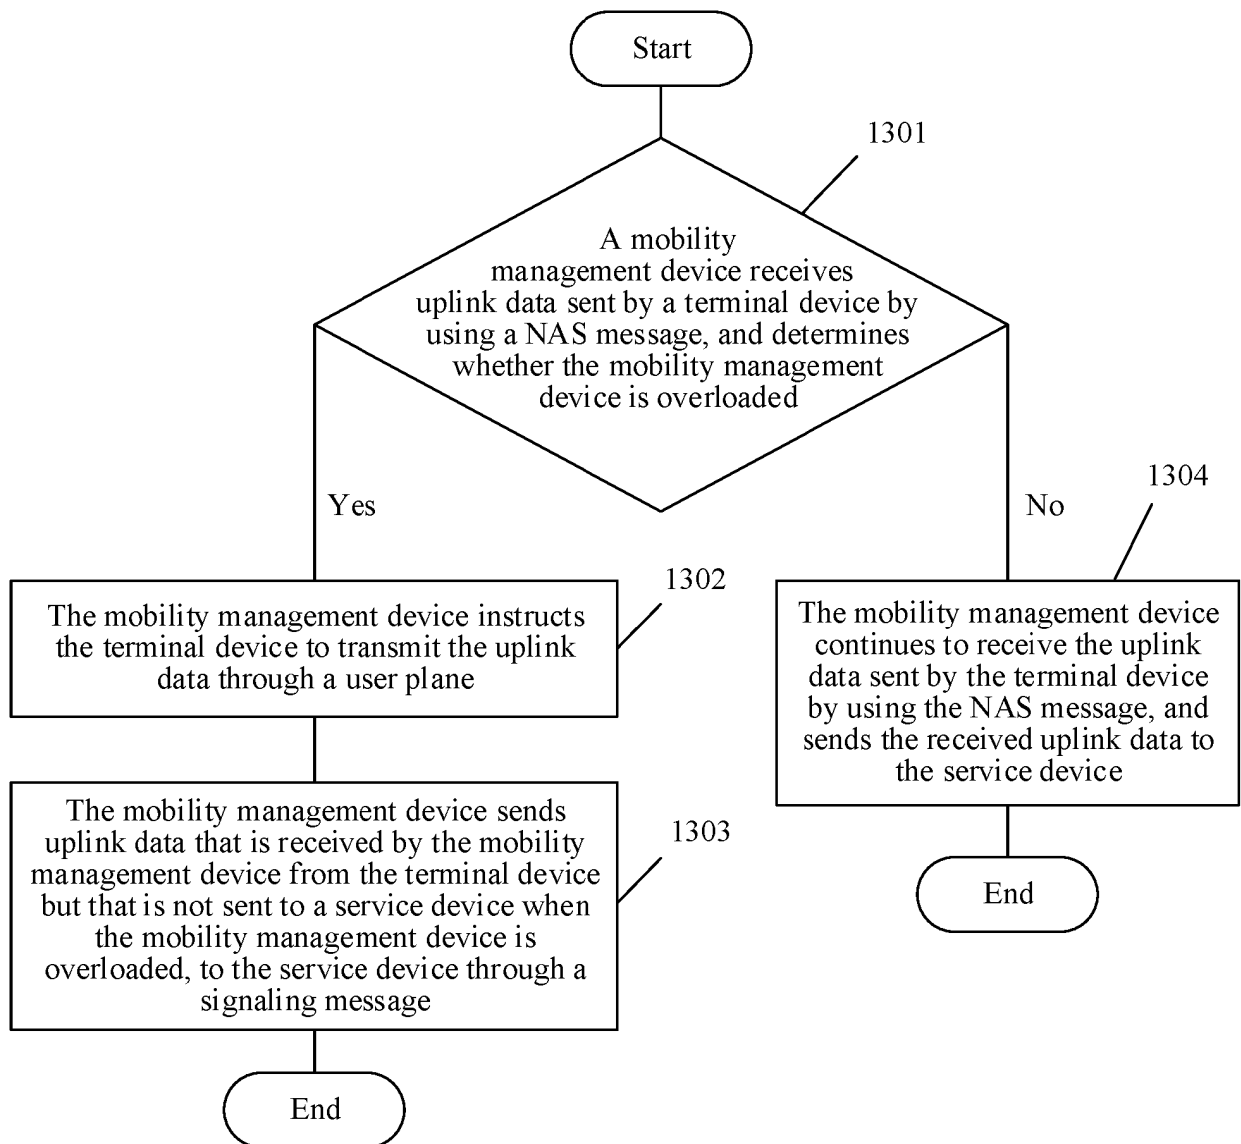 Start
1301
A mobility
management device receives
uplink data sent by a terminal device by
using a NAS message, and determines
whether the mobility management
device is overloaded
Yes
No
1304
1302
The mobility management device instructs
the terminal device to transmit the uplink
data through a user plane
The mobility management device
continues to receive the uplink
data sent by the terminal device
by using the NAS message, and
sends the received uplink data to
the service device
1303
The mobility management device sends
uplink data that is received by the mobility
management device from the terminal device
but that is not sent to a service device when
the mobility management device is
overloaded, to the service device through a
signaling message
End
End